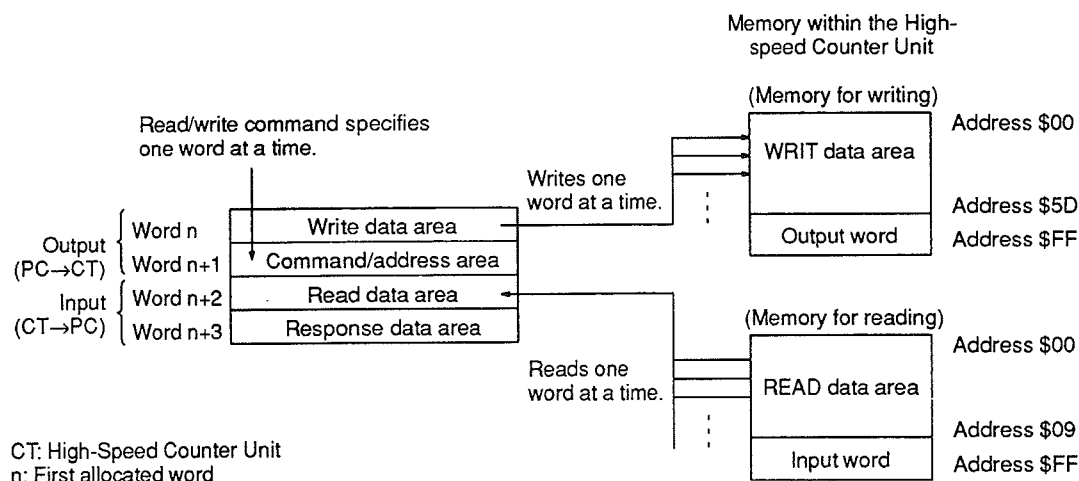 Memory within the High-
speed Counter Unit
(Memory for writing)
Read/write command specifies
one word at a time.
Address $00
WRIT data area
Writes one
word at a time.
Address $5D
Output word
Address $FF
Output
(PC→CT)
Word n
Write data area
Word n+1
Command/address area
Input
(CT→PC)
Word n+2
Read data area
Word n+3
Response data area
(Memory for reading)
Address $00
Reads one
word at a time.
READ data area
Address $09
Input word
Address $FF
CT: High-Speed Counter Unit
n: First allocated word